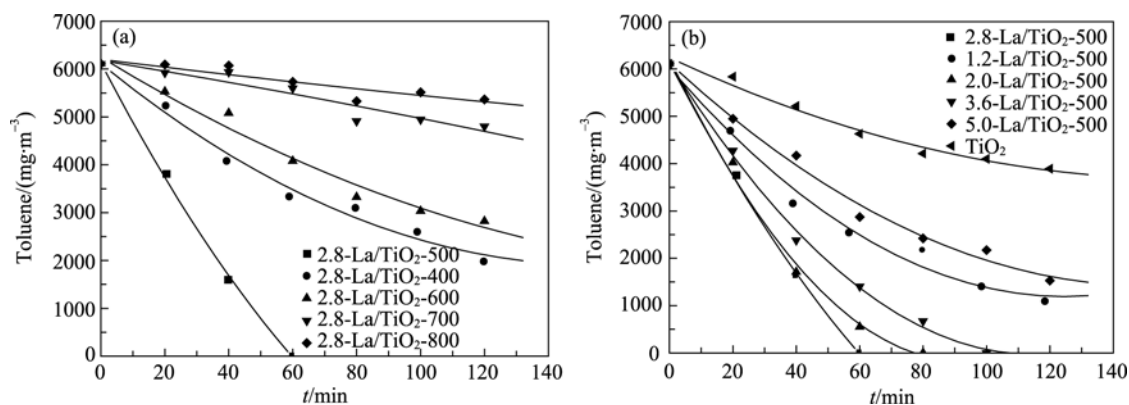 (a)
7000
6000
5000
4000
3000
2000
1000
0
Toluene/(mg·m⁻³)
2.8-La/TiO₂-500
2.8-La/TiO₂-400
2.8-La/TiO₂-600
2.8-La/TiO₂-700
2.8-La/TiO₂-800
0 20 40 60 80 100 120 140
t/min
(b)
7000
6000
5000
4000
3000
2000
1000
0
Toluene/(mg·m⁻³)
2.8-La/TiO₂-500
1.2-La/TiO₂-500
2.0-La/TiO₂-500
3.6-La/TiO₂-500
5.0-La/TiO₂-500
TiO₂
0 20 40 60 80 100 120 140
t/min